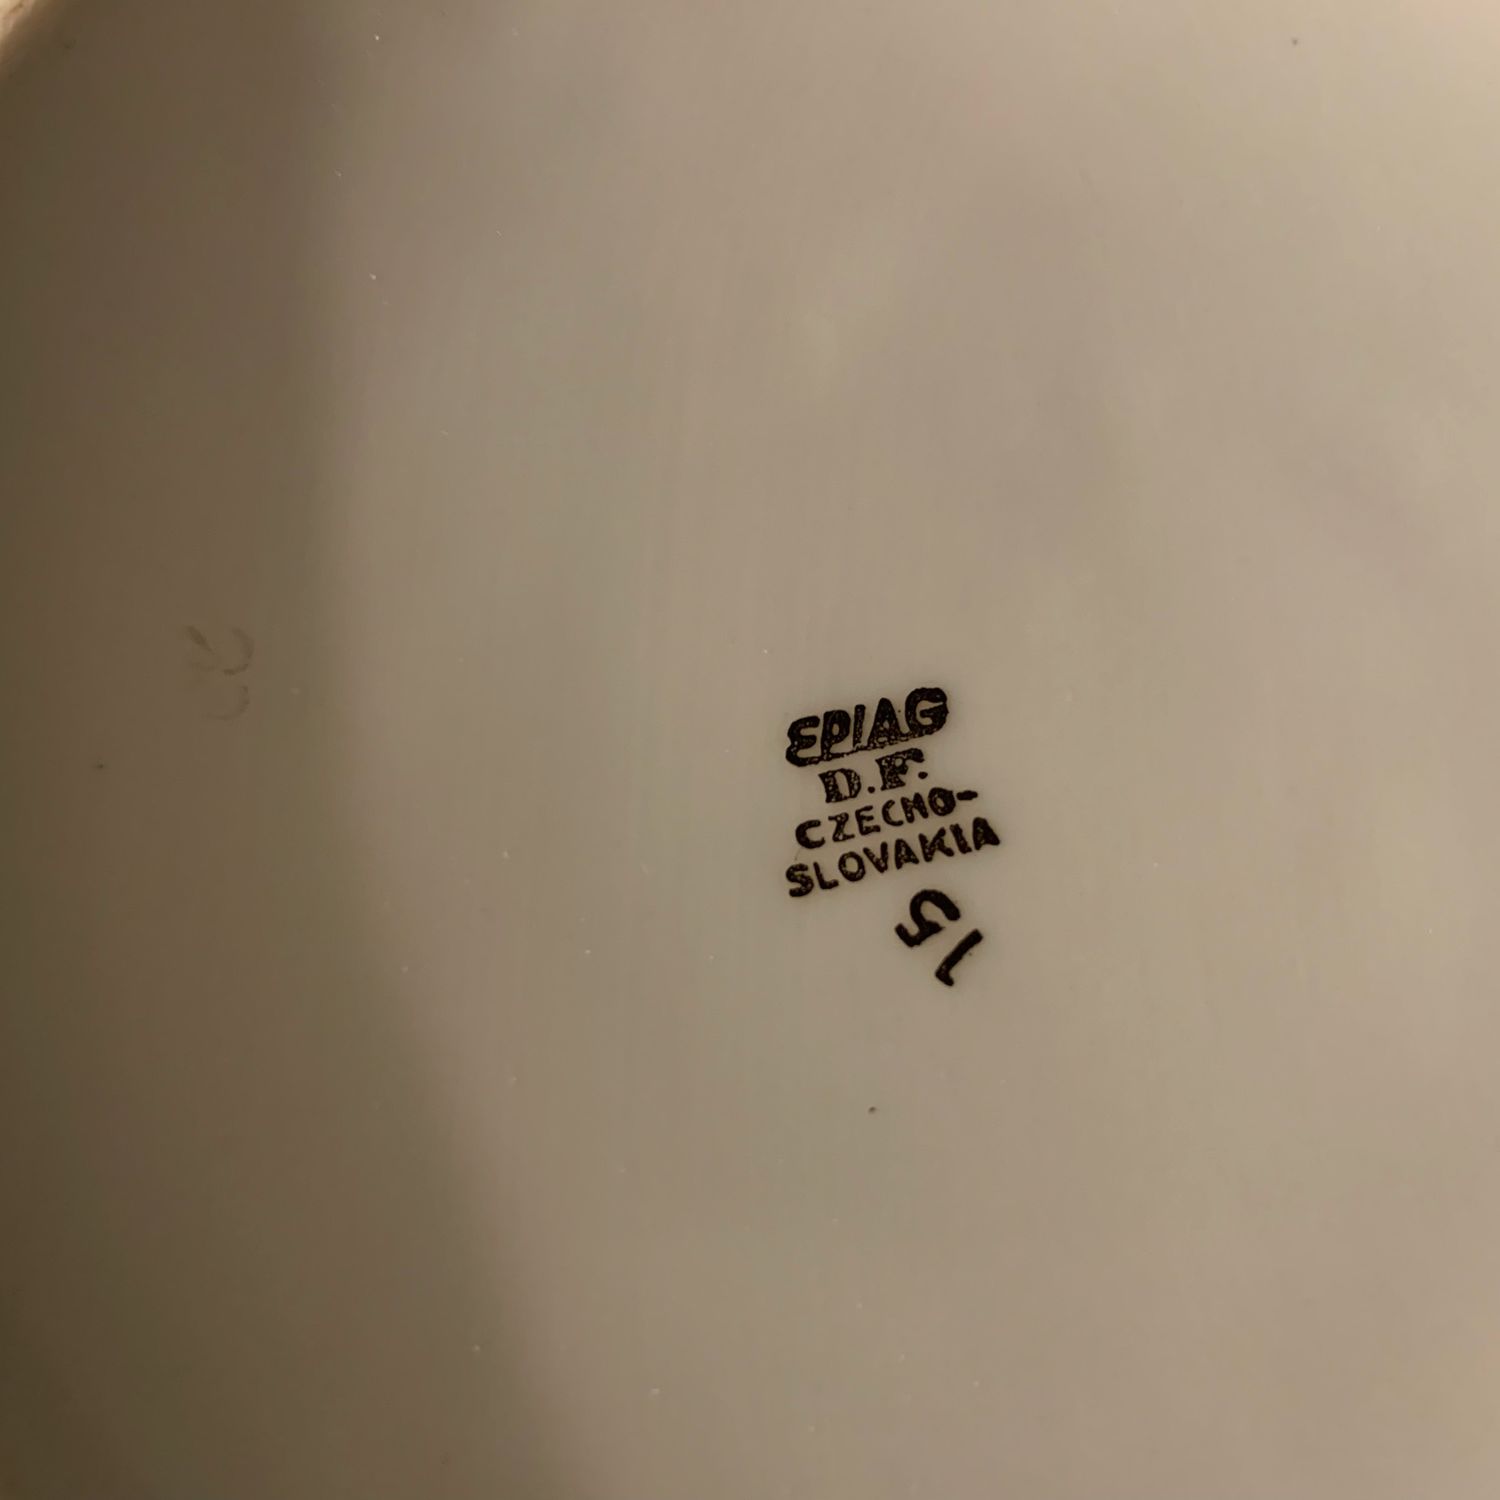 EPIAG
D.F.
CZECHO-
SLOVAKIA
15